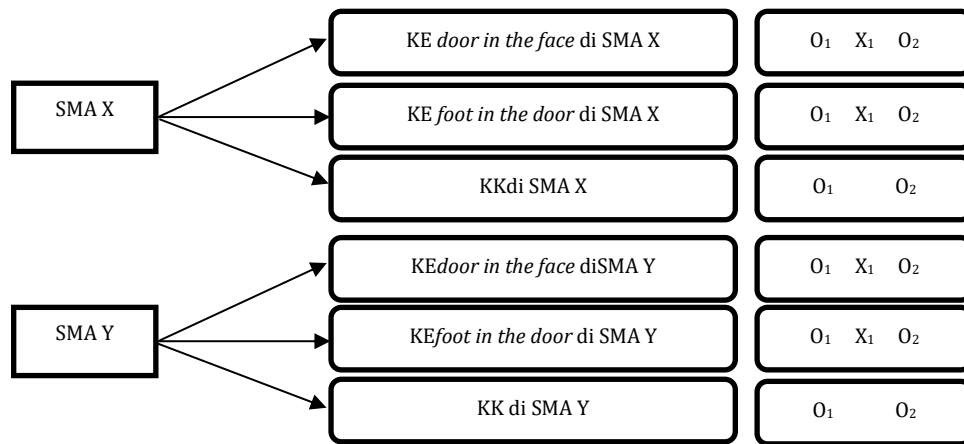 KE door in the face di SMA X O₁ X₁ O₂
SMA X
KE foot in the door di SMA X O₁ X₁ O₂
KKdi SMA X O₁ O₂
KEdoor in the face diSMA Y O₁ X₁ O₂
SMA Y
KEfoot in the door di SMA Y O₁ X₁ O₂
KK di SMA Y O₁ O₂